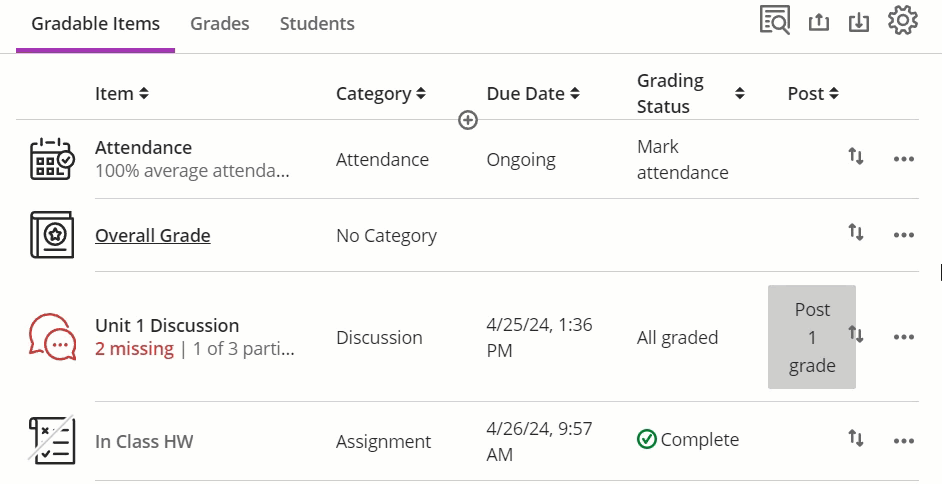 Gradable Items Grades Students
Item Category Due Date Grading Status Post
Attendance
100% average attenda...
Attendance
Ongoing
Mark
attendance
Overall Grade
No Category
Unit 1 Discussion
2 missing | 1 of 3 parti...
Discussion
4/25/24, 1:36
PM
All graded
Post
1
grade
In Class HW
Assignment
4/26/24, 9:57
AM
Complete